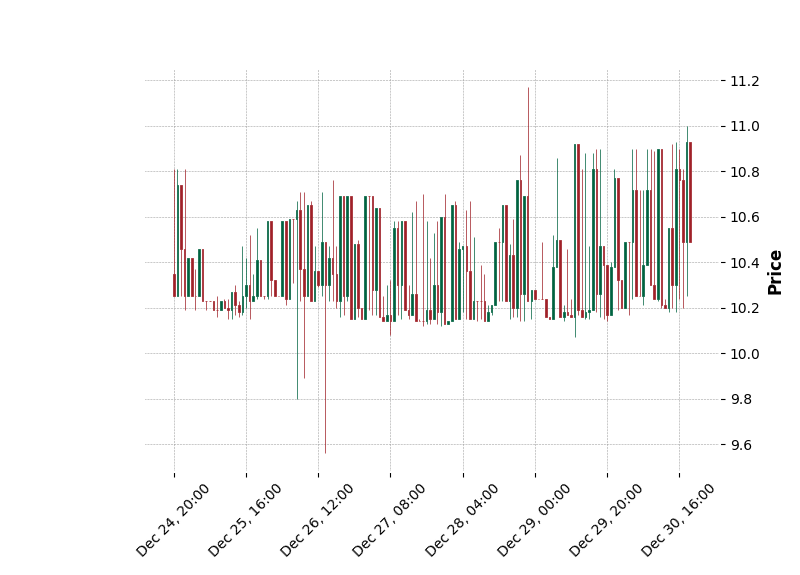 11.2
11.0
10.8
10.6
10.4
10.2
10.0
9.8
9.6
Price
Dec 24, 20:00
Dec 25, 16:00
Dec 26, 12:00
Dec 27, 08:00
Dec 28, 04:00
Dec 29, 00:00
Dec 29, 20:00
Dec 30, 16:00